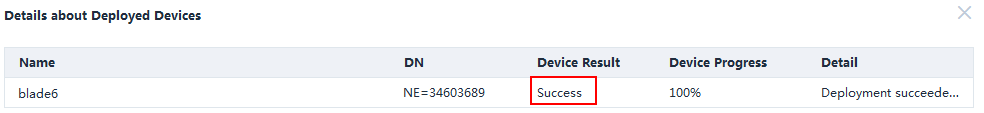 Details about Deployed Devices
Name DN Device Result Device Progress Detail
blade6 NE=34603689 Success 100% Deployment succeede...